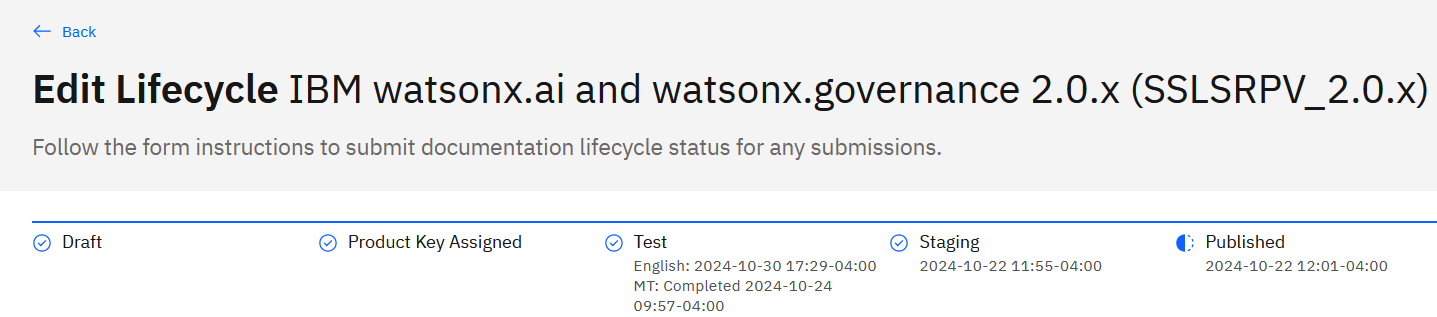 Back
Edit Lifecycle IBM watsonx.ai and watsonx.governance 2.0.x (SSLSRPV_2.0.x)
Follow the form instructions to submit documentation lifecycle status for any submissions.
Draft
Product Key Assigned
Test
English: 2024-10-30 17:29-04:00
MT: Completed 2024-10-24
09:57-04:00
Staging
2024-10-22 11:55-04:00
Published
2024-10-22 12:01-04:00